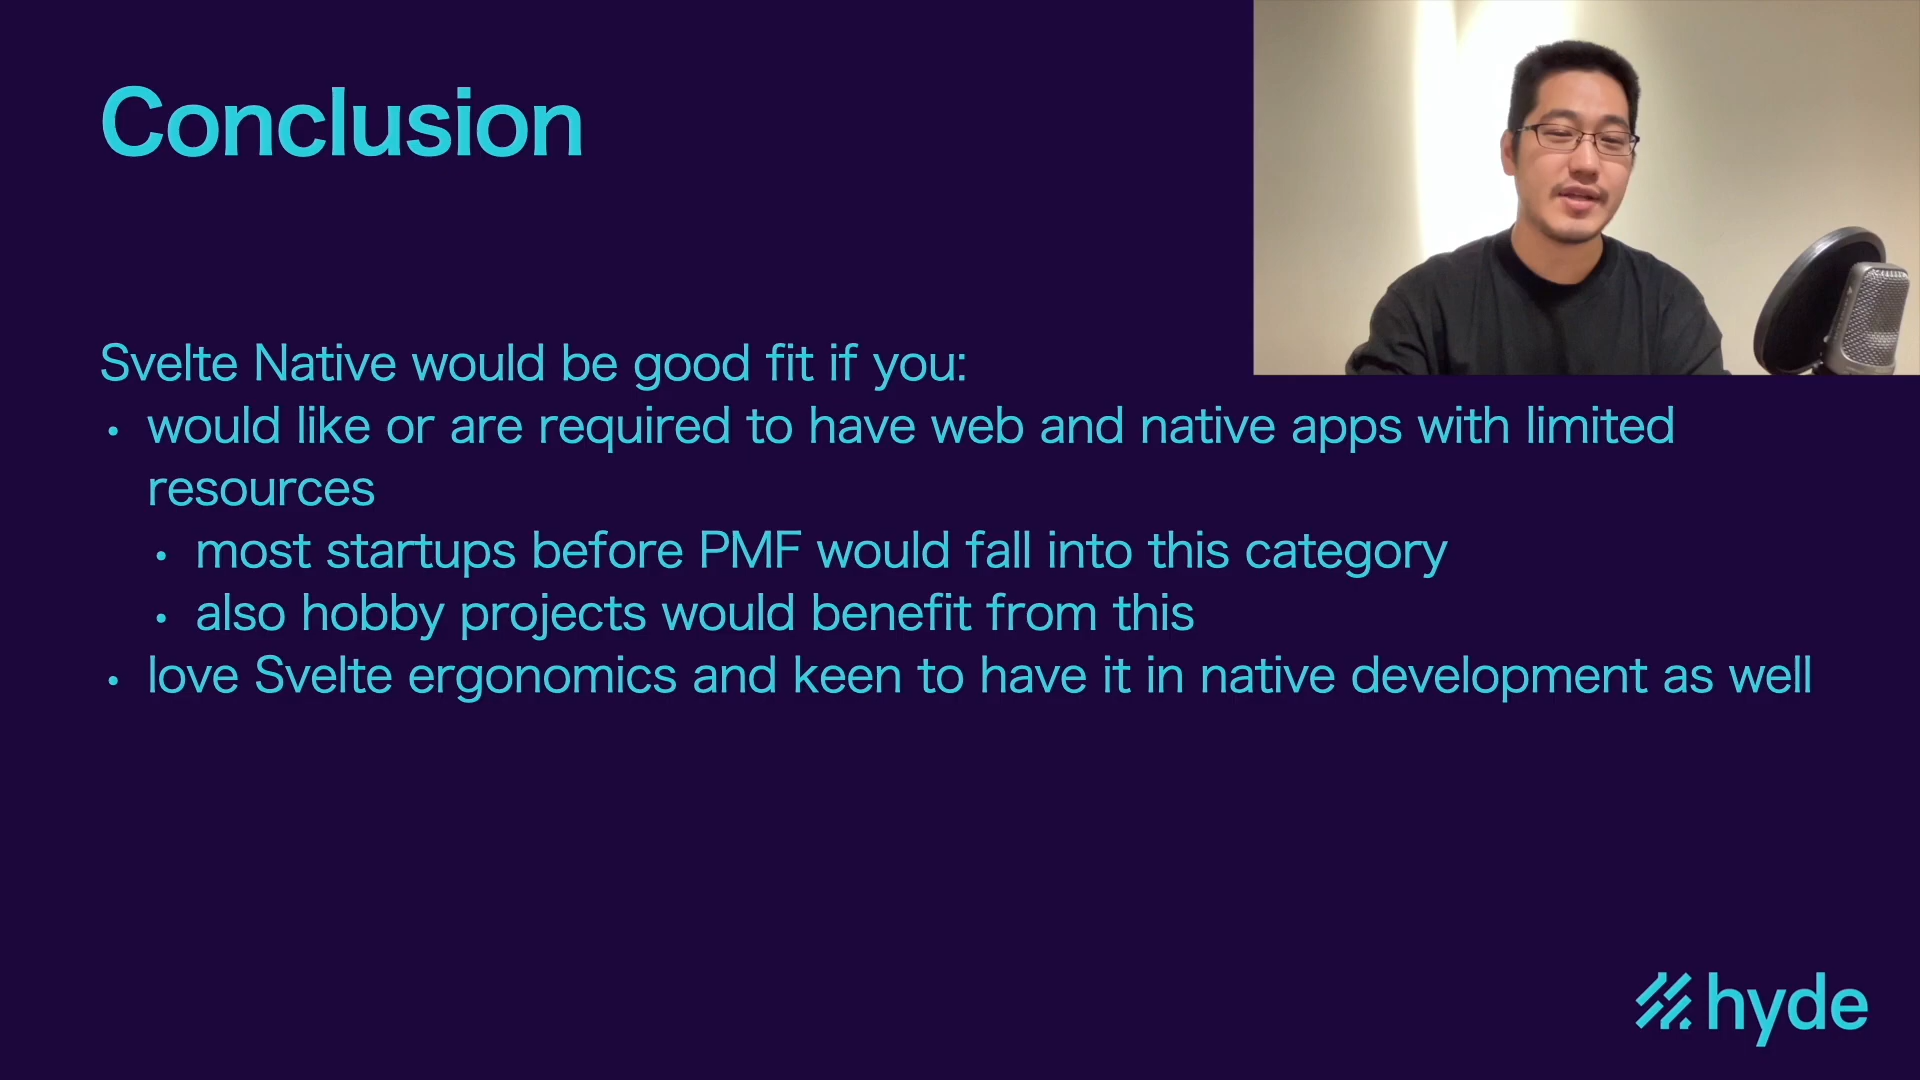 Conclusion
Svelte Native would be good fit if you:
• would like or are required to have web and native apps with limited
resources
• most startups before PMF would fall into this category
• also hobby projects would benefit from this
• love Svelte ergonomics and keen to have it in native development as well
hyde